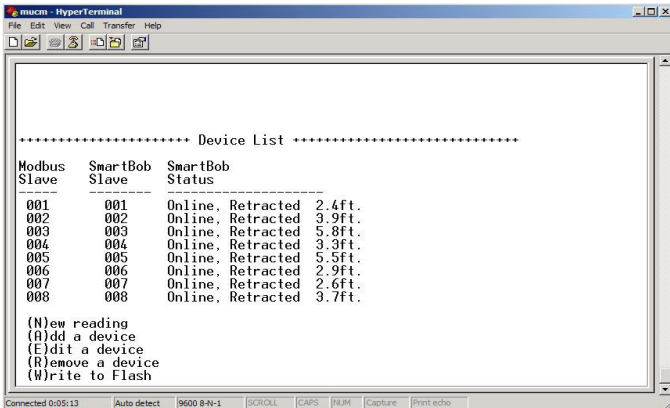 mucm - HyperTerminal
File Edit View Call Transfer Help
++++++++++++++++++++++ Device List +++++++++++++++++++++++++++++
Modbus SmartBob SmartBob
Slave Slave Status
----- -------- --------------------
001 001 Online, Retracted 2.4ft.
002 002 Online, Retracted 3.9ft.
003 003 Online, Retracted 5.8ft.
004 004 Online, Retracted 3.3ft.
005 005 Online, Retracted 5.5ft.
006 006 Online, Retracted 2.9ft.
007 007 Online, Retracted 2.6ft.
008 008 Online, Retracted 3.7ft.
(N)ew reading
(A)dd a device
(E)dit a device
(R)emove a device
(W)rite to Flash
Connected 0:05:13 Auto detect 9600 8-N-1 SCROLL CAPS NUM Capture Print echo